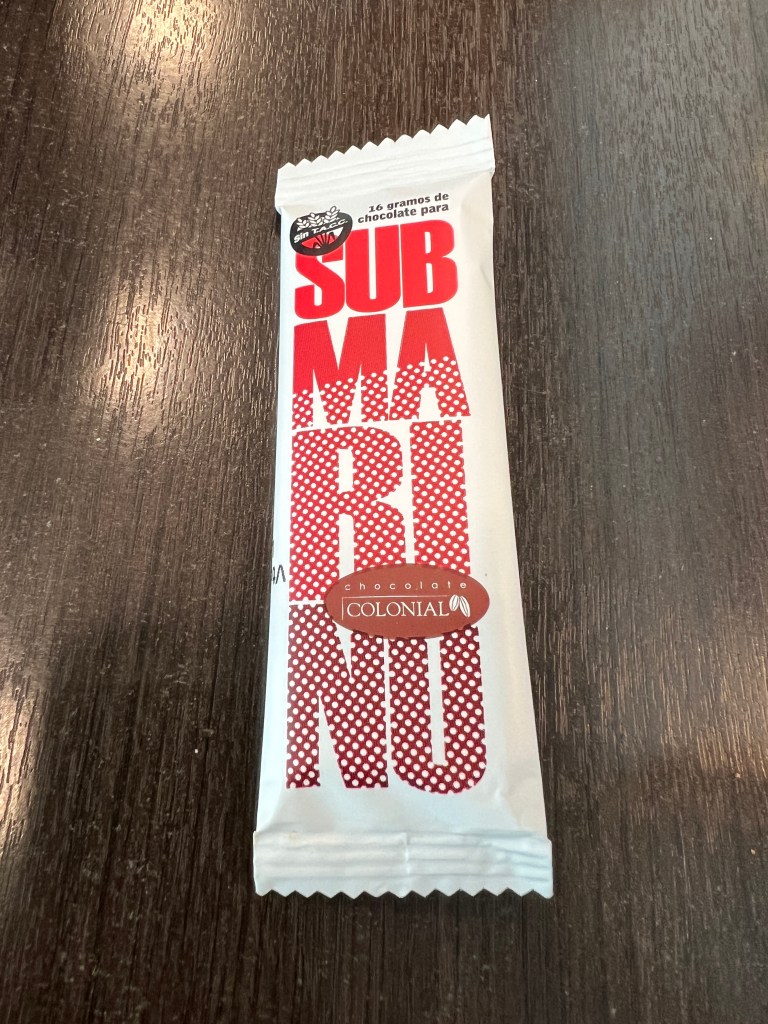 16 gramos de
chocolate para
Sin T.A.C.C.
SUB
MA
RI
NO
chocolate
COLONIAL